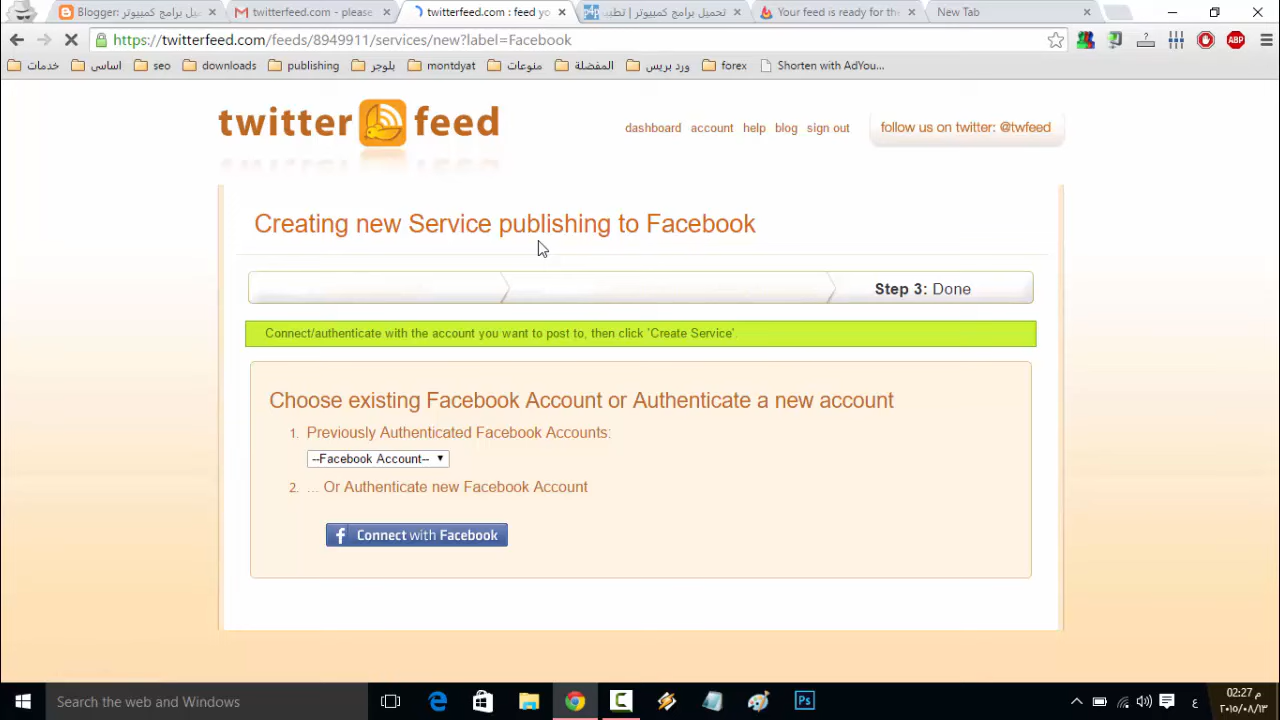 Blogger: تحميل برامج كمبيوتر
twitterfeed.com - please
twitterfeed.com : feed yo
تحميل برامج كمبيوتر | تطبي
Your feed is ready for the
New Tab
https://twitterfeed.com/feeds/8949911/services/new?label=Facebook
ABP
خدمات
اساسى
seo
downloads
publishing
بلوجر
montdyat
منوعات
المفضلة
ورد بريس
forex
Shorten with AdYou...
twitter feed
dashboard account help blog sign out
follow us on twitter: @twfeed
Creating new Service publishing to Facebook
Step 3: Done
Connect/authenticate with the account you want to post to, then click 'Create Service'.
Choose existing Facebook Account or Authenticate a new account
1. Previously Authenticated Facebook Accounts:
--Facebook Account--
2. ... Or Authenticate new Facebook Account
f Connect with Facebook
Search the web and Windows
Ps
ع
02:27 م
٢٠١٥/٠٨/١٣